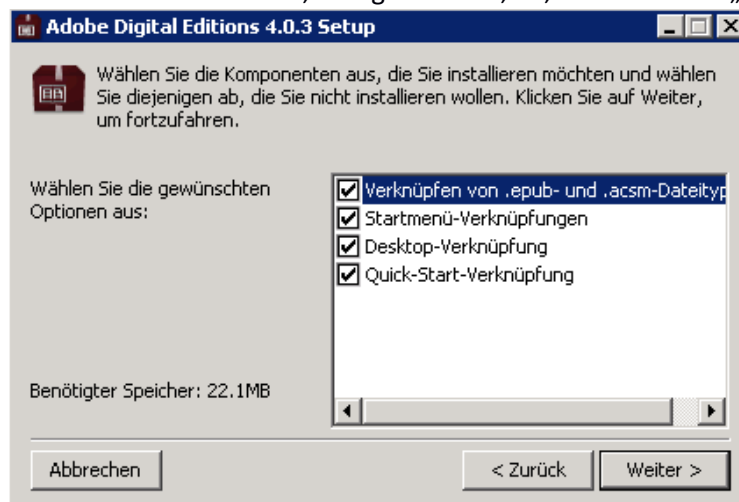 Adobe Digital Editions 4.0.3 Setup
Wählen Sie die Komponenten aus, die Sie installieren möchten und wählen
Sie diejenigen ab, die Sie nicht installieren wollen. Klicken Sie auf Weiter,
um fortzufahren.
Wählen Sie die gewünschten
Optionen aus:
Verknüpfen von .epub- und .acsm-Dateityp
Startmenü-Verknüpfungen
Desktop-Verknüpfung
Quick-Start-Verknüpfung
Benötigter Speicher: 22.1MB
Abbrechen
< Zurück
Weiter >